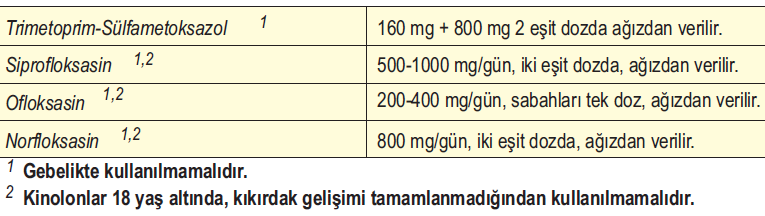 Trimetoprim-Sülfametoksazol 1 160 mg + 800 mg 2 eşit dozda ağızdan verilir.
Siprofloksasin 1,2 500-1000 mg/gün, iki eşit dozda, ağızdan verilir.
Ofloksasin 1,2 200-400 mg/gün, sabahları tek doz, ağızdan verilir.
Norfloksasin 1,2 800 mg/gün, iki eşit dozda, ağızdan verilir.
1 Gebelikte kullanılmamalıdır.
2 Kinolonlar 18 yaş altında, kıkırdak gelişimi tamamlanmadığından kullanılmamalıdır.